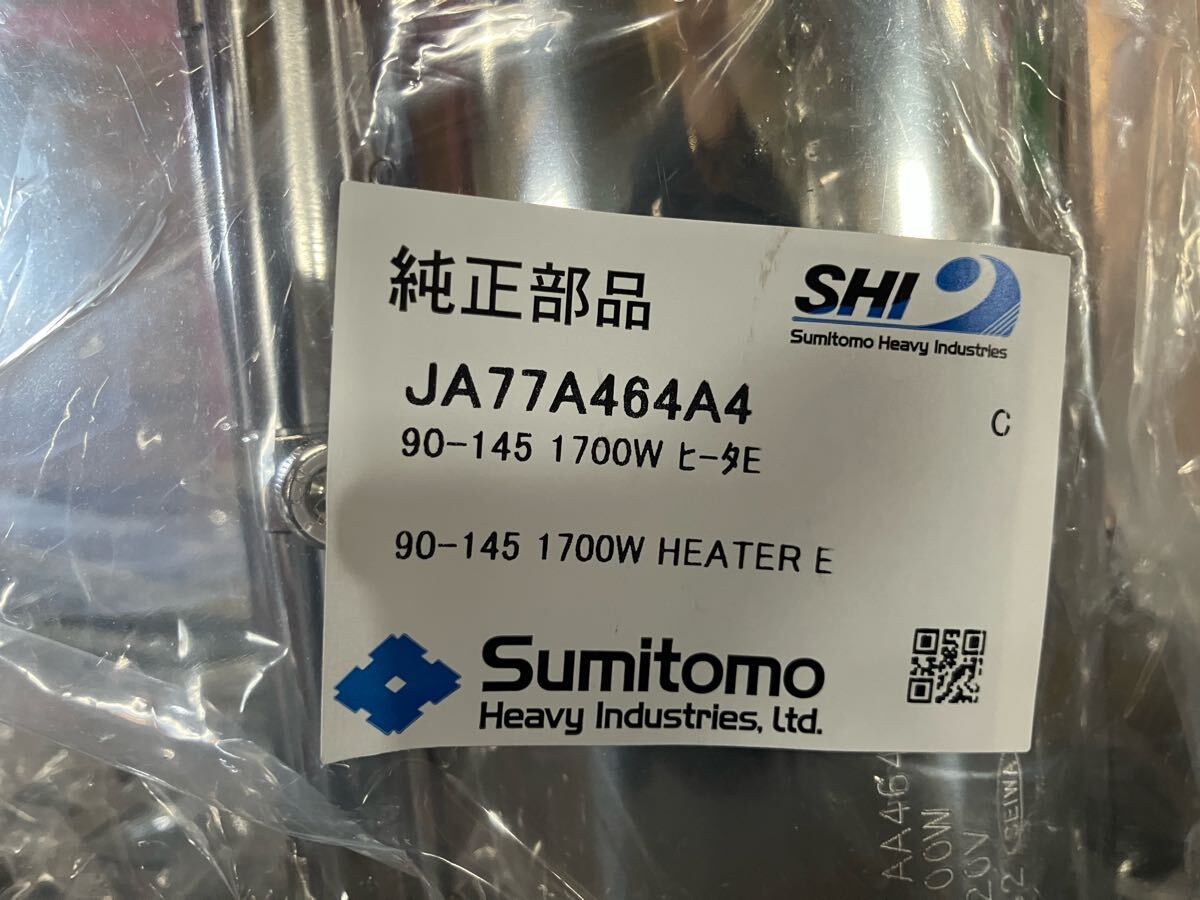 純正部品
SHI
Sumitomo Heavy Industries
JA77A464A4
C
90-145 1700W ヒータE
90-145 1700W HEATER E
Sumitomo
Heavy Industries, Ltd.